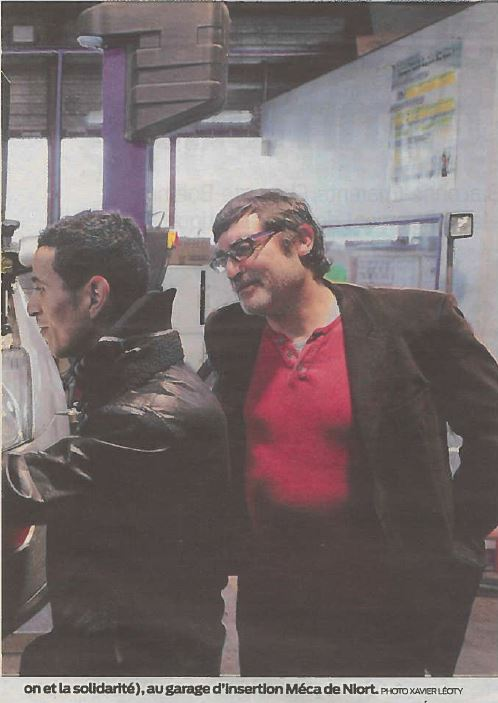 on et la solidarité), au garage d'insertion Méca de Niort. PHOTO XAVIER LÉOTY